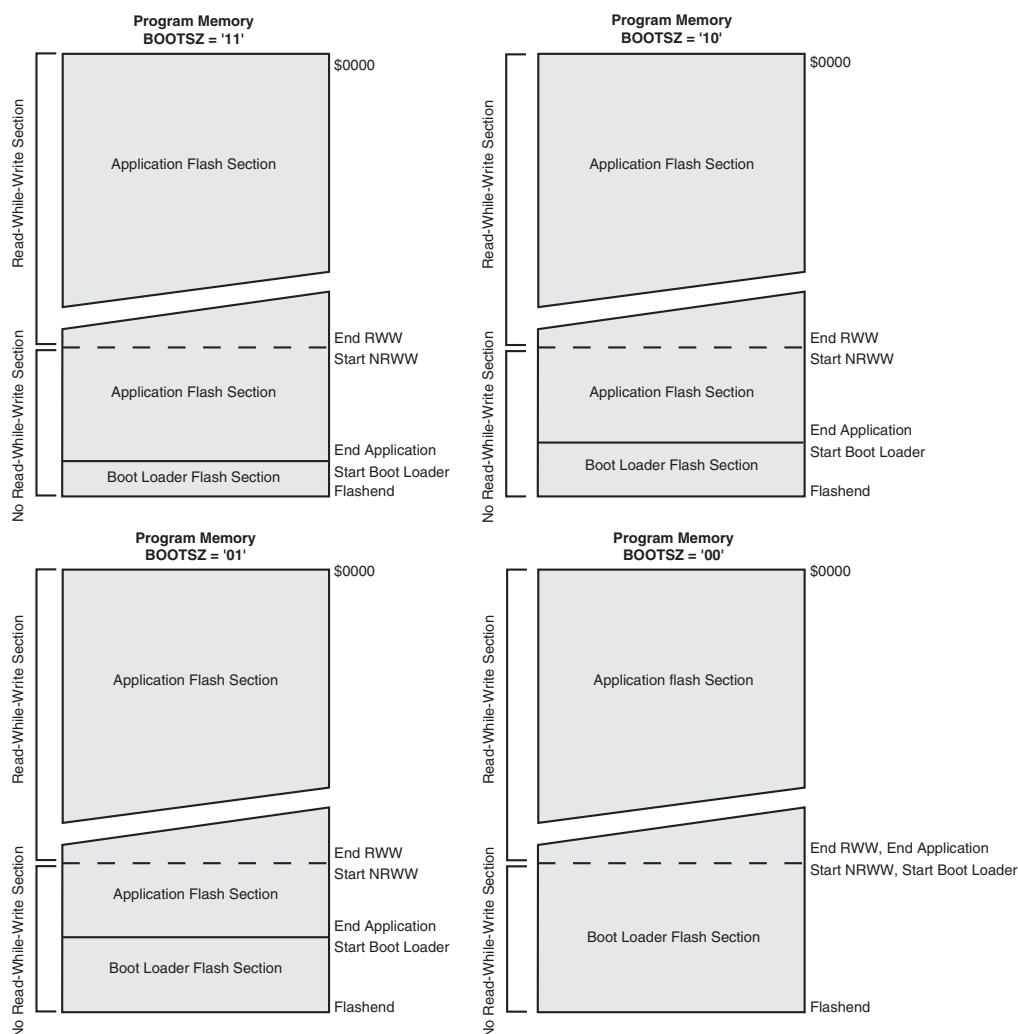 Program Memory
BOOTSZ = '11'
$0000
Read-While-Write Section
Application Flash Section
End RWW
Start NRWW
No Read-While-Write Section
Application Flash Section
End Application
Start Boot Loader
Boot Loader Flash Section
Flashend
Program Memory
BOOTSZ = '10'
$0000
Read-While-Write Section
Application Flash Section
End RWW
Start NRWW
No Read-While-Write Section
Application Flash Section
End Application
Start Boot Loader
Boot Loader Flash Section
Flashend
Program Memory
BOOTSZ = '01'
$0000
Read-While-Write Section
Application Flash Section
End RWW
Start NRWW
No Read-While-Write Section
Application Flash Section
End Application
Start Boot Loader
Boot Loader Flash Section
Flashend
Program Memory
BOOTSZ = '00'
$0000
Read-While-Write Section
Application flash Section
End RWW, End Application
Start NRWW, Start Boot Loader
No Read-While-Write Section
Boot Loader Flash Section
Flashend